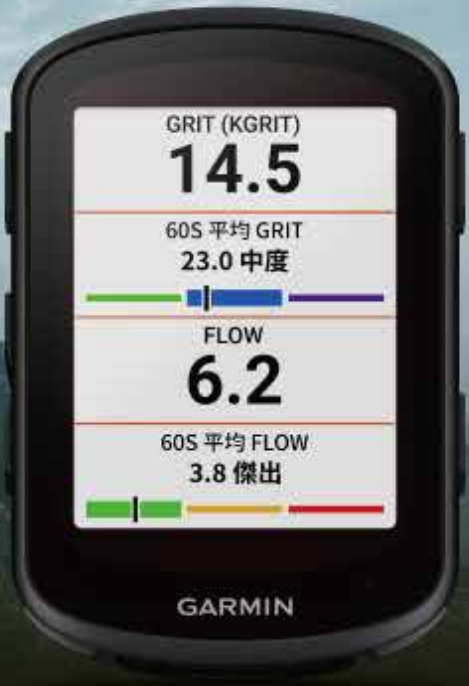 GRIT (KGRIT)
14.5
60S 平均 GRIT
23.0 中度
FLOW
6.2
60S 平均 FLOW
3.8 傑出
GARMIN